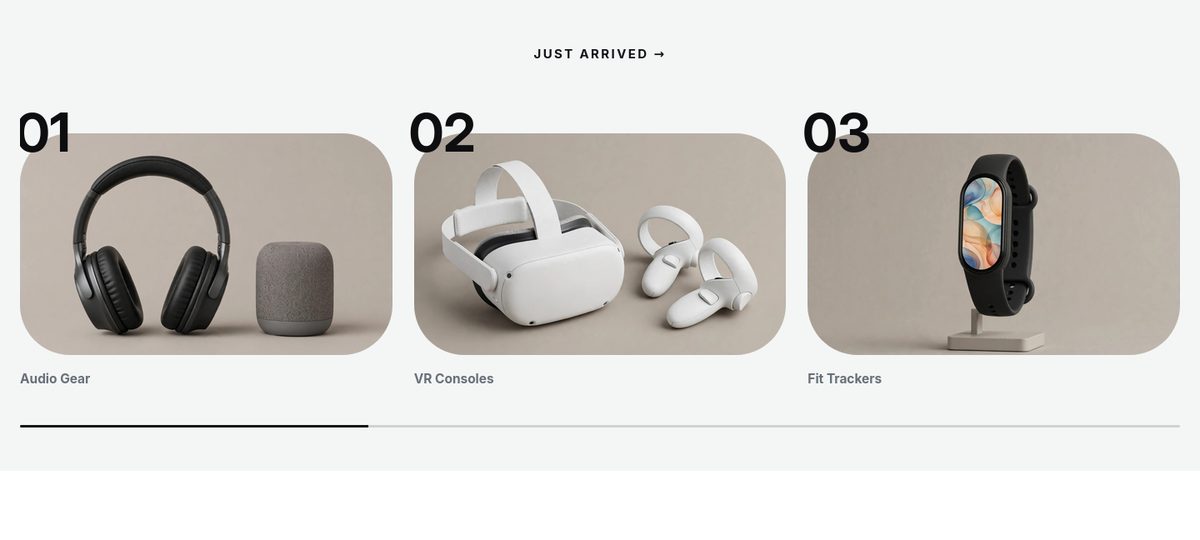 JUST ARRIVED →
01
02
03
Audio Gear
VR Consoles
Fit Trackers